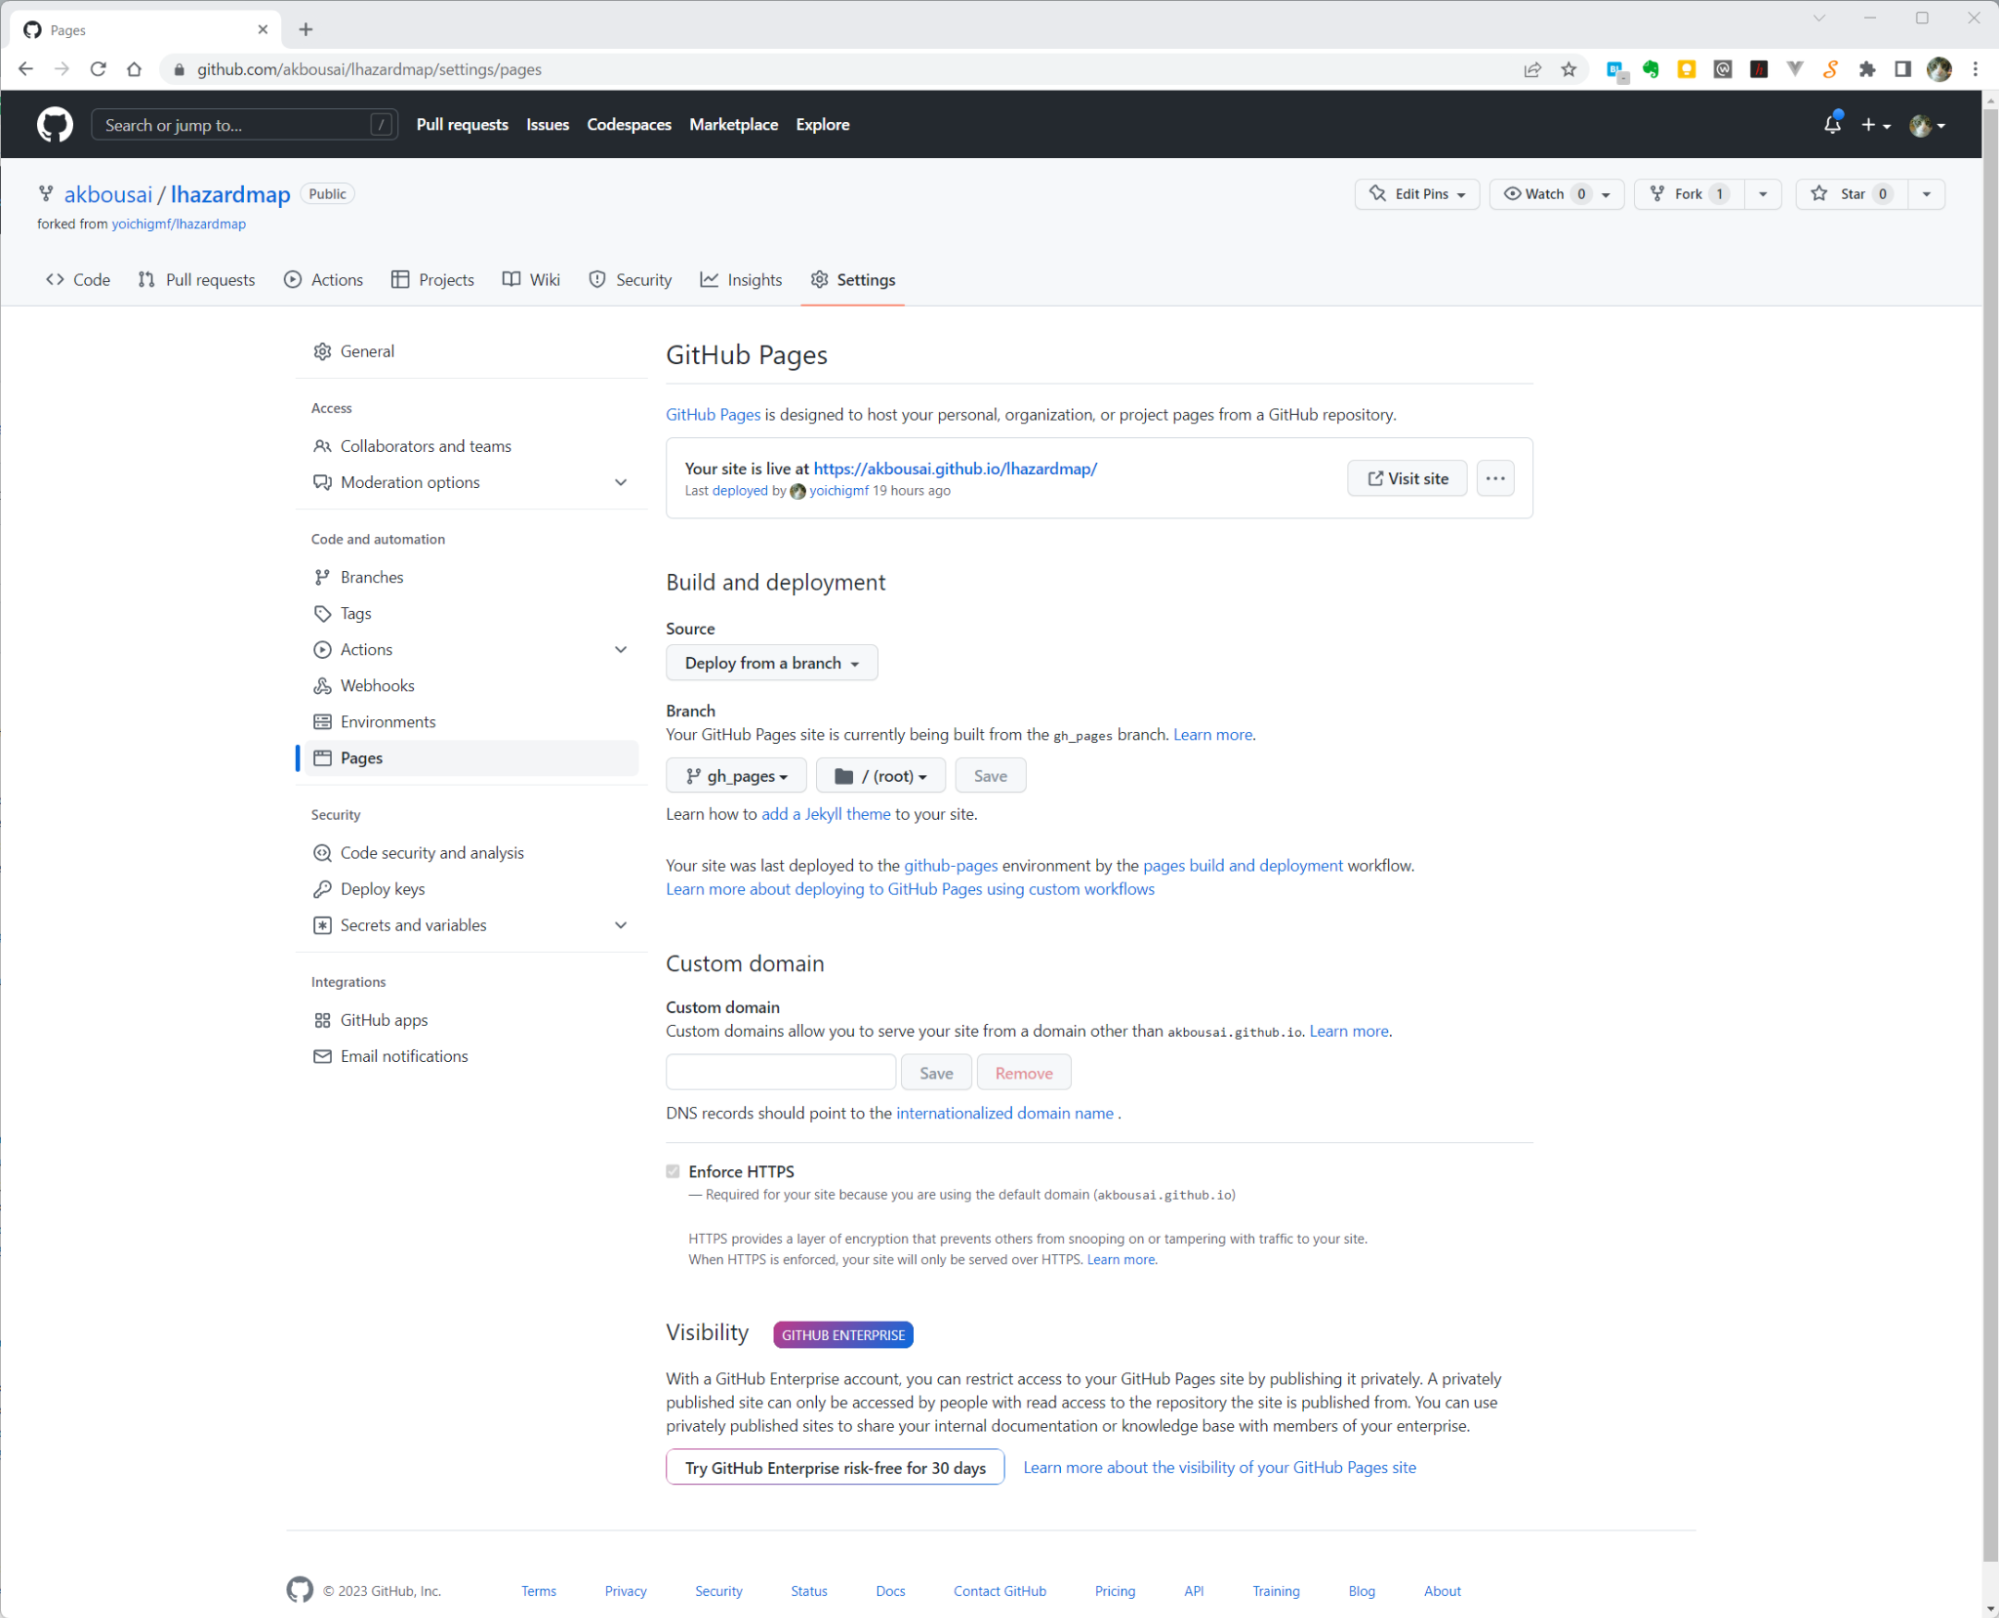 Pages
github.com/akbousai/lhazardmap/settings/pages
Search or jump to... /
Pull requests Issues Codespaces Marketplace Explore
akbousai / lhazardmap Public
Edit Pins Watch 0 Fork 1 Star 0
forked from yoichigmf/lhazardmap
Code Pull requests Actions Projects Wiki Security Insights Settings
General
Access
Collaborators and teams
Moderation options
Code and automation
Branches
Tags
Actions
Webhooks
Environments
Pages
Security
Code security and analysis
Deploy keys
Secrets and variables
Integrations
GitHub apps
Email notifications
GitHub Pages
GitHub Pages is designed to host your personal, organization, or project pages from a GitHub repository.
Your site is live at https://akbousai.github.io/lhazardmap/
Last deployed by yoichigmf 19 hours ago
Visit site
Build and deployment
Source
Deploy from a branch
Branch
Your GitHub Pages site is currently being built from the gh_pages branch. Learn more.
gh_pages / (root) Save
Learn how to add a Jekyll theme to your site.
Your site was last deployed to the github-pages environment by the pages build and deployment workflow.
Learn more about deploying to GitHub Pages using custom workflows
Custom domain
Custom domain
Custom domains allow you to serve your site from a domain other than akbousai.github.io. Learn more.
Save Remove
DNS records should point to the internationalized domain name .
Enforce HTTPS
— Required for your site because you are using the default domain (akbousai.github.io)
HTTPS provides a layer of encryption that prevents others from snooping on or tampering with traffic to your site.
When HTTPS is enforced, your site will only be served over HTTPS. Learn more.
Visibility GITHUB ENTERPRISE
With a GitHub Enterprise account, you can restrict access to your GitHub Pages site by publishing it privately. A privately
published site can only be accessed by people with read access to the repository the site is published from. You can use
privately published sites to share your internal documentation or knowledge base with members of your enterprise.
Try GitHub Enterprise risk-free for 30 days Learn more about the visibility of your GitHub Pages site
© 2023 GitHub, Inc. Terms Privacy Security Status Docs Contact GitHub Pricing API Training Blog About